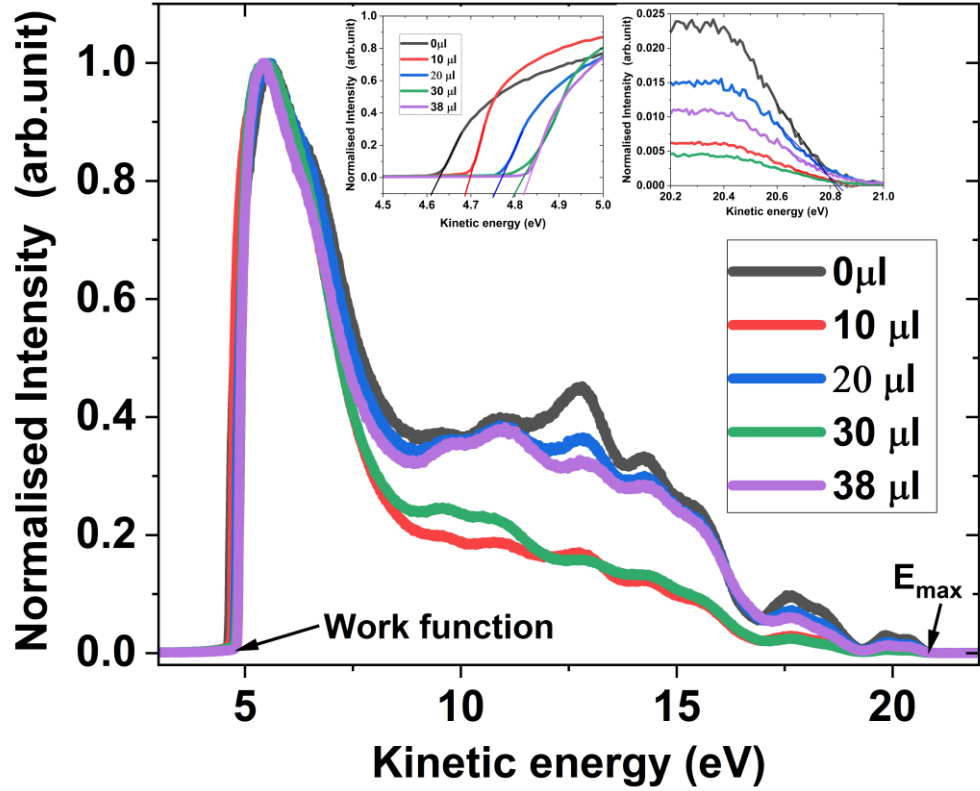 Normalised Intensity (arb.unit)
1.0
0.8
0.6
0.4
0.2
0.0
5
10
15
20
Kinetic energy (eV)
Work function
E_max
0μl
10 μl
20 μl
30 μl
38 μl
Normalised Intensity (arb.unit)
1.0
0.8
0.6
0.4
0.2
0.0
4.5
4.6
4.7
4.8
4.9
5.0
Kinetic energy (eV)
0μl
10 μl
20 μl
30 μl
38 μl
Normalised Intensity (arb.unit)
0.025
0.020
0.015
0.010
0.005
0.000
20.2
20.4
20.6
20.8
21.0
Kinetic energy (eV)